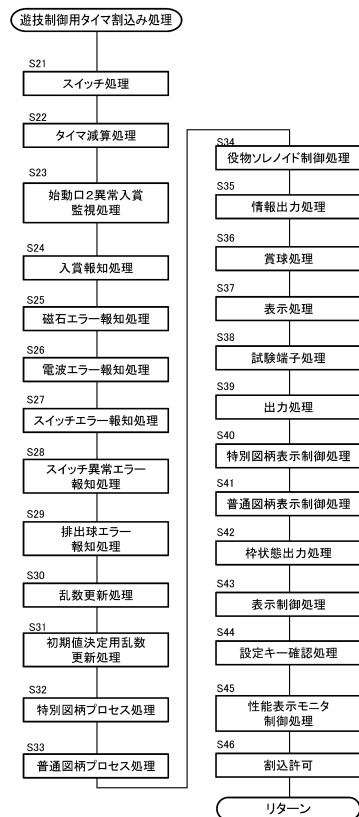 遊技制御用タイマ割込み処理
S21
スイッチ処理
S22
タイマ減算処理
S23
始動口2異常入賞
監視処理
S24
入賞報知処理
S25
磁石エラー報知処理
S26
電波エラー報知処理
S27
スイッチエラー報知処理
S28
スイッチ異常エラー
報知処理
S29
排出球エラー
報知処理
S30
乱数更新処理
S31
初期値決定用乱数
更新処理
S32
特別図柄プロセス処理
S33
普通図柄プロセス処理
S34
役物ソレノイド制御処理
S35
情報出力処理
S36
賞球処理
S37
表示処理
S38
試験端子処理
S39
出力処理
S40
特別図柄表示制御処理
S41
普通図柄表示制御処理
S42
枠状態出力処理
S43
表示制御処理
S44
設定キー確認処理
S45
性能表示モニタ
制御処理
S46
割込許可
リターン